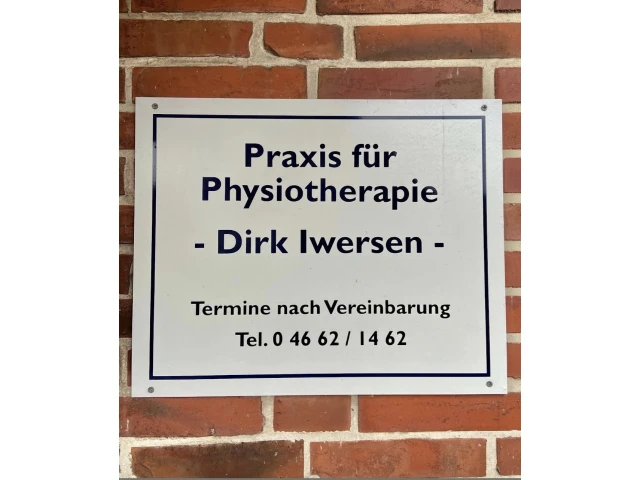 Praxis für
Physiotherapie
- Dirk Iwersen -
Termine nach Vereinbarung
Tel. 0 46 62 / 14 62